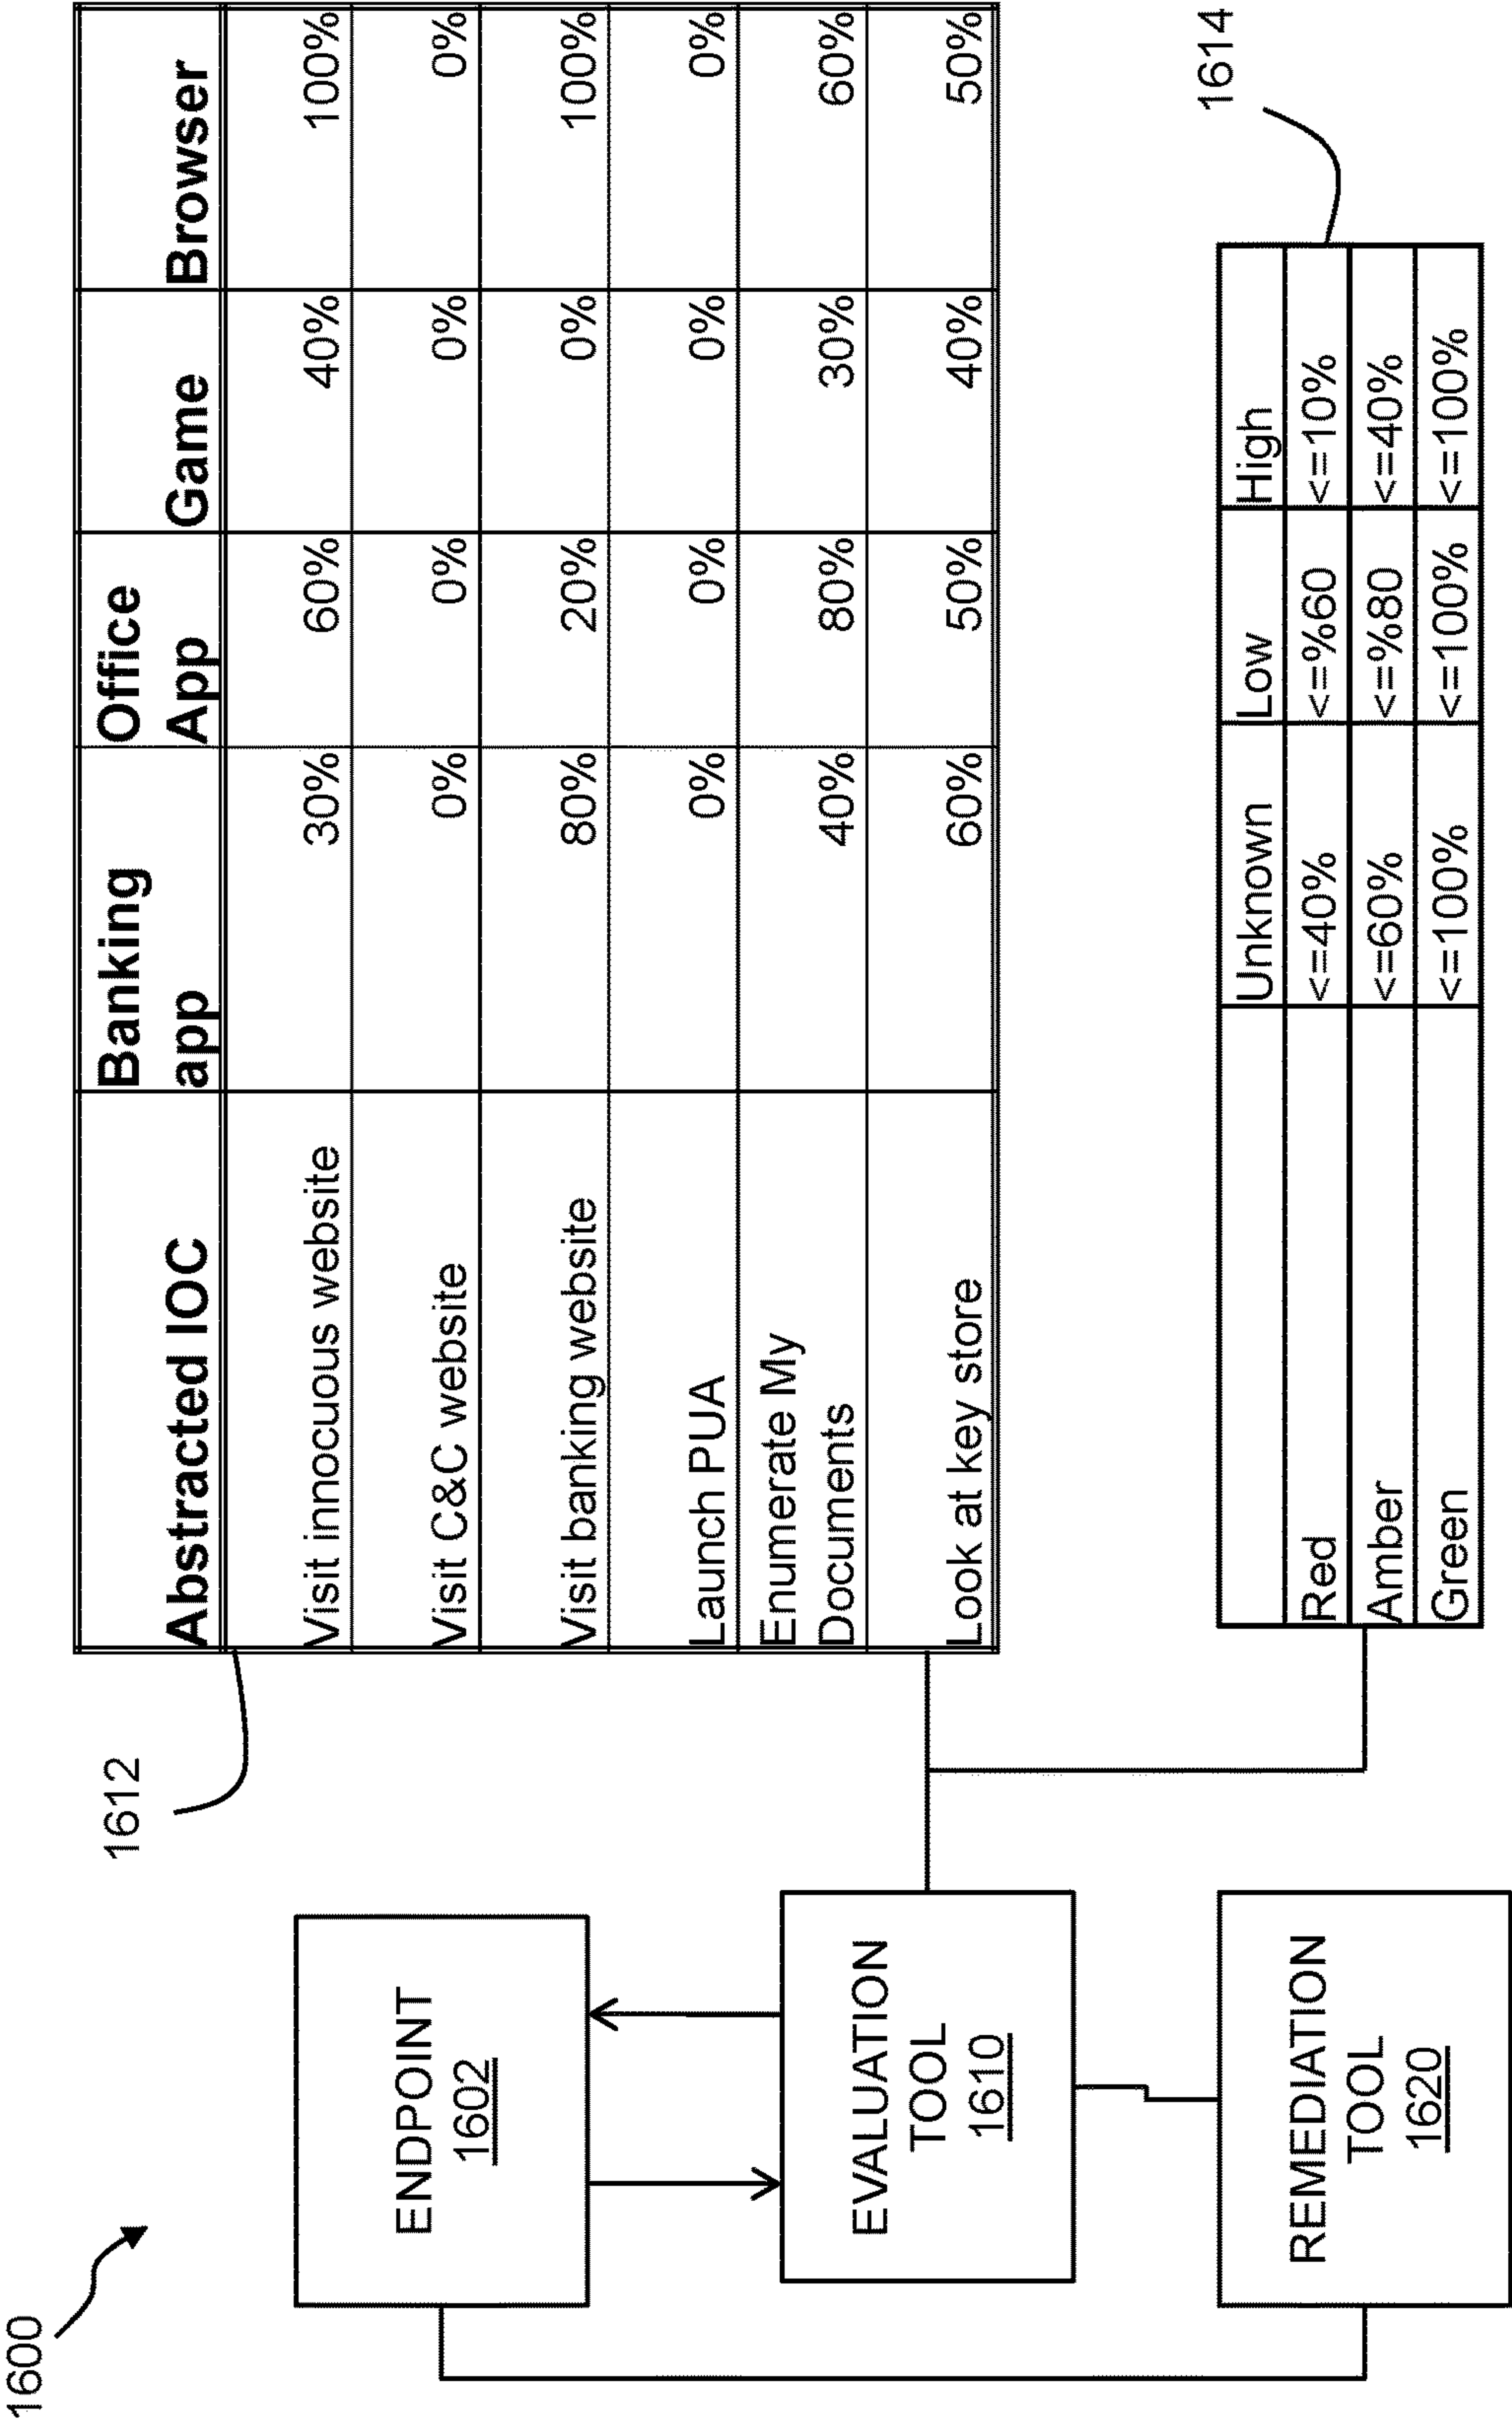 1600
1612
Abstracted IOC	Banking app	Office App	Game	Browser
Visit innocuous website	30%	60%	40%	100%
Visit C&C website	0%	0%	0%	0%
Visit banking website	80%	20%	0%	100%
Launch PUA	0%	0%	0%	0%
Enumerate My Documents	40%	80%	30%	60%
Look at key store	60%	50%	40%	50%
ENDPOINT
1602
EVALUATION
TOOL
1610
REMEDIATION
TOOL
1620
1614
Unknown	Low	High
Red	<=40%	<=%60	<=10%
Amber	<=60%	<=%80	<=40%
Green	<=100%	<=100%	<=100%